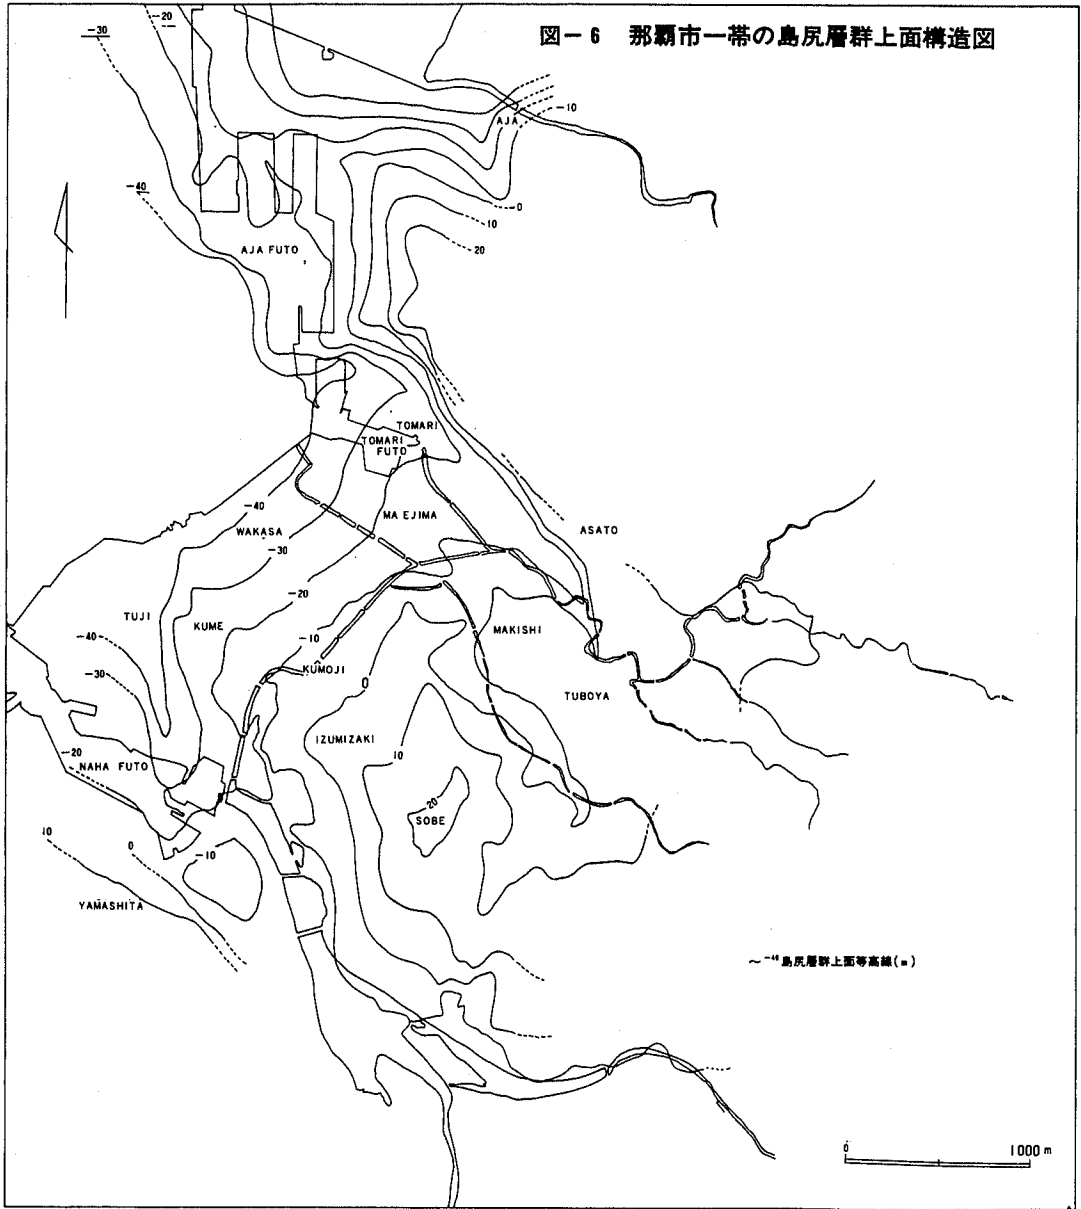 図－6 那覇市一帯の島尻層群上面構造図
-20
-30
AJA
-10
-40
0
10
20
AJA FUTO
TOMARI
TOMARI
FUTO
-40
MAEJIMA
WAKASA
ASATO
-30
-20
TUJI
KUME
MAKISHI
-40
-10
KUMOJI
-30
0
TUBOYA
IZUMIZAKI
-20
10
NAHA FUTO
20
SOBE
10
0
-10
YAMASHITA
～-40 島尻層群上面等高線(m)
0
1000 m